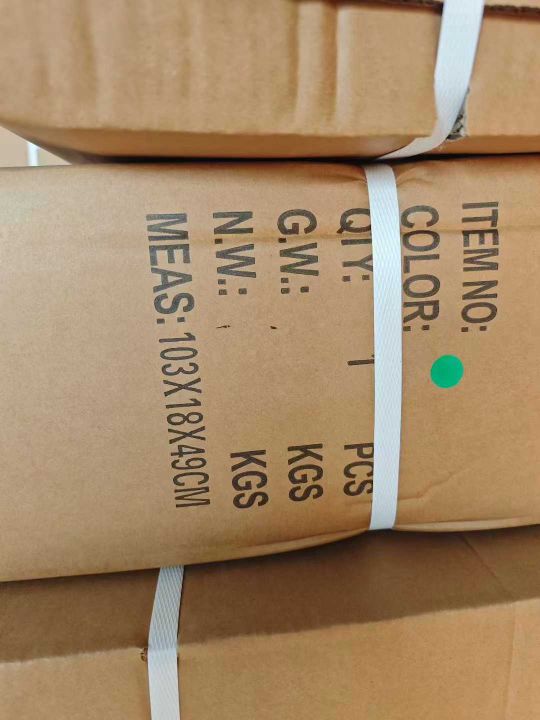 ITEM NO:
COLOR:
QTY: 1 PCS
G.W.: KGS
N.W.: KGS
MEAS: 103X18X49CM